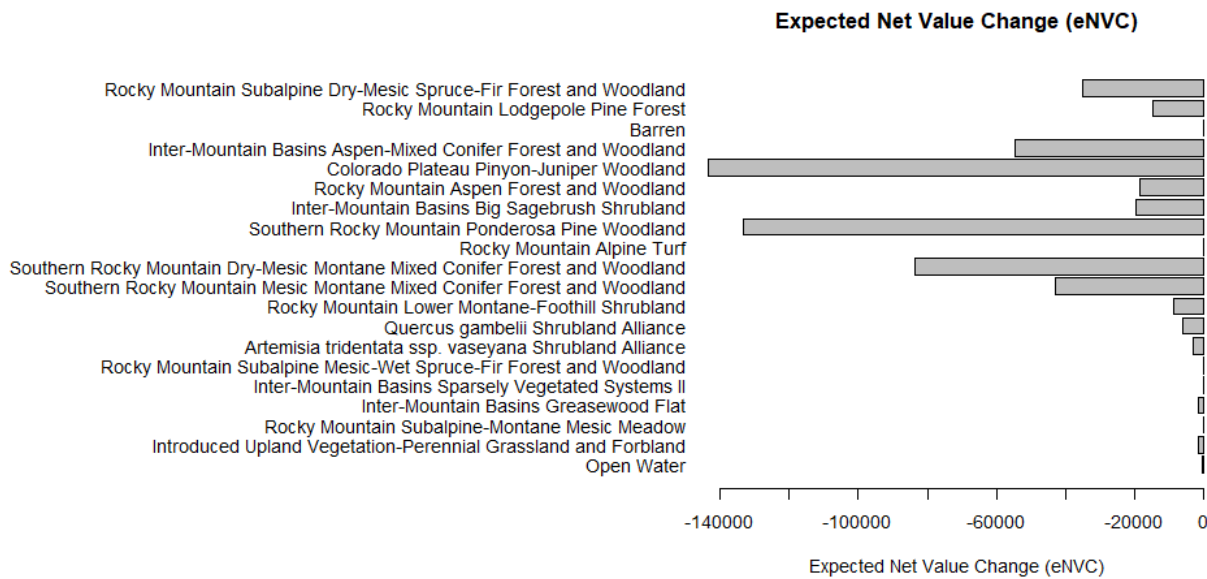 Expected Net Value Change (eNVC)
Rocky Mountain Subalpine Dry-Mesic Spruce-Fir Forest and Woodland
Rocky Mountain Lodgepole Pine Forest
Barren
Inter-Mountain Basins Aspen-Mixed Conifer Forest and Woodland
Colorado Plateau Pinyon-Juniper Woodland
Rocky Mountain Aspen Forest and Woodland
Inter-Mountain Basins Big Sagebrush Shrubland
Southern Rocky Mountain Ponderosa Pine Woodland
Rocky Mountain Alpine Turf
Southern Rocky Mountain Dry-Mesic Montane Mixed Conifer Forest and Woodland
Southern Rocky Mountain Mesic Montane Mixed Conifer Forest and Woodland
Rocky Mountain Lower Montane-Foothill Shrubland
Quercus gambelii Shrubland Alliance
Artemisia tridentata ssp. vaseyana Shrubland Alliance
Rocky Mountain Subalpine Mesic-Wet Spruce-Fir Forest and Woodland
Inter-Mountain Basins Sparsely Vegetated Systems II
Inter-Mountain Basins Greasewood Flat
Rocky Mountain Subalpine-Montane Mesic Meadow
Introduced Upland Vegetation-Perennial Grassland and Forbland
Open Water
-140000 -100000 -60000 -20000 0
Expected Net Value Change (eNVC)